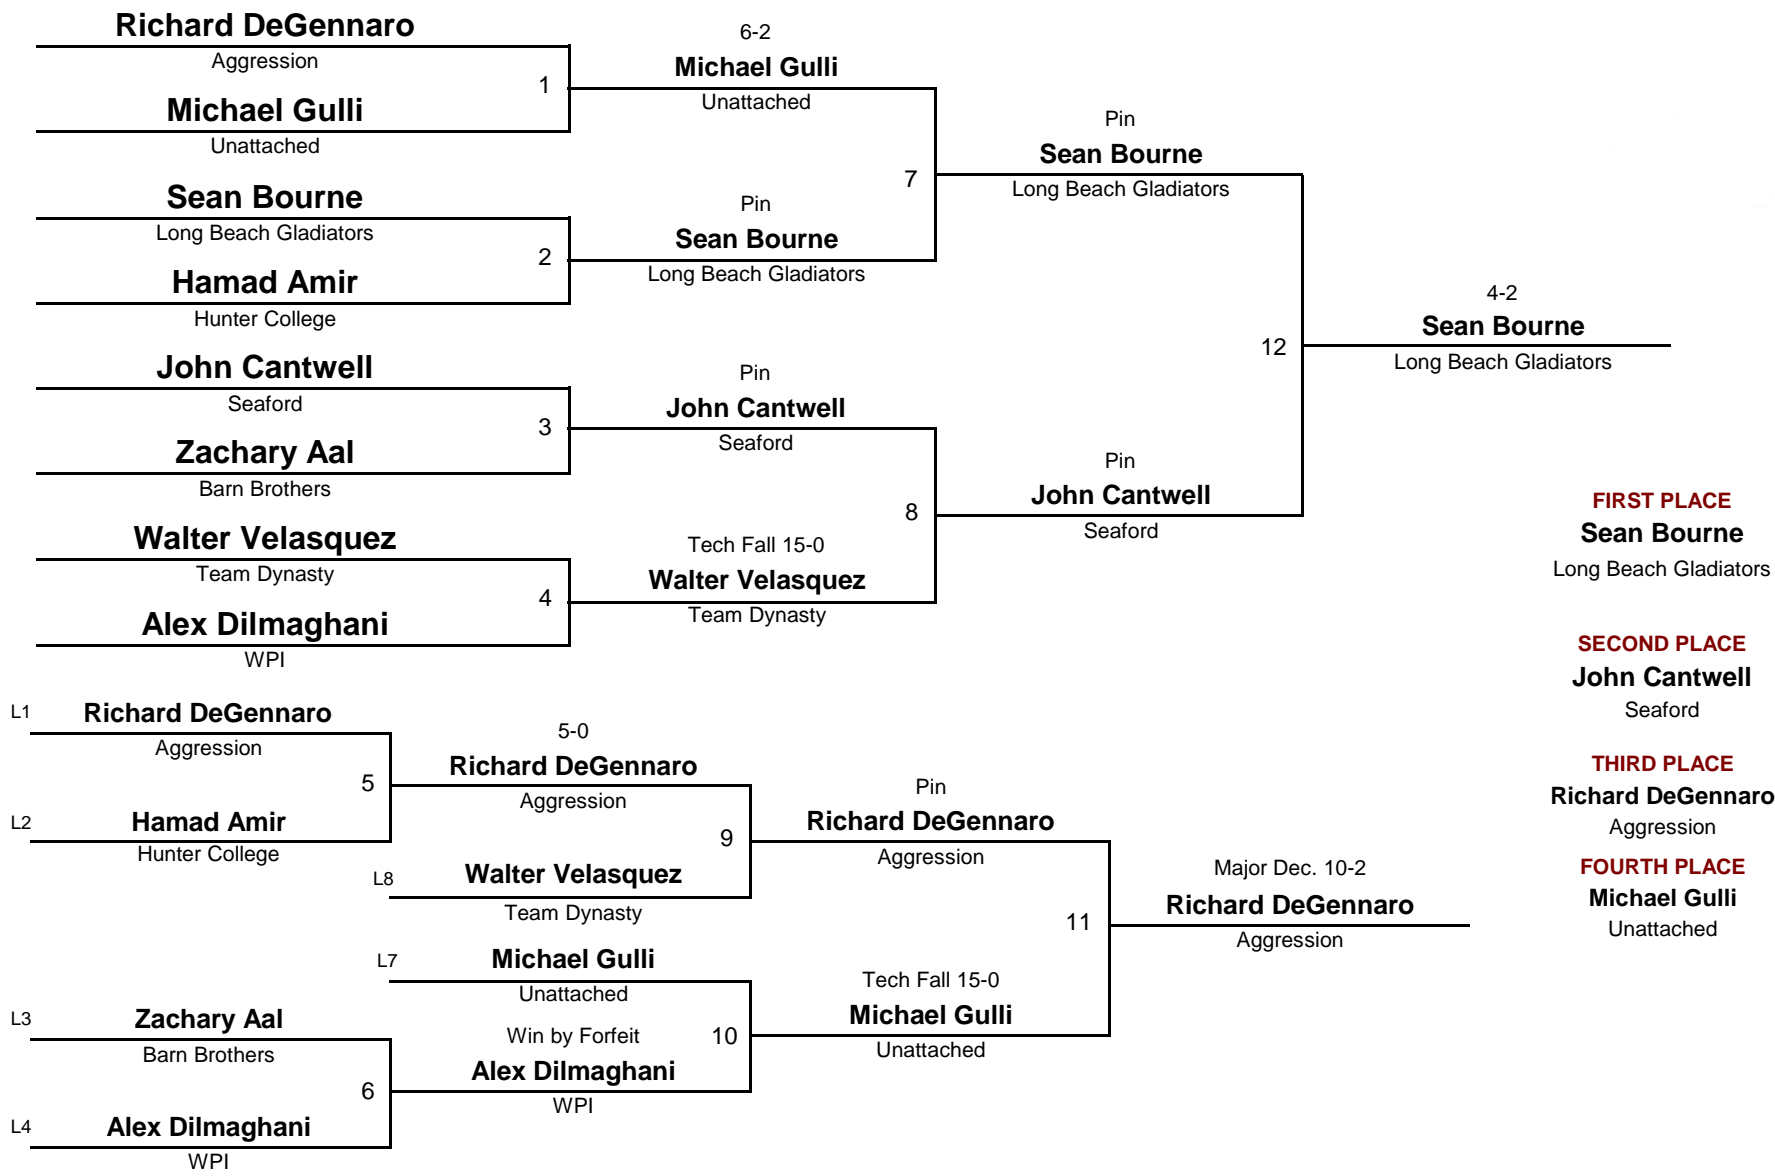 Richard DeGennaro
Aggression
1
Michael Gulli
Unattached
Sean Bourne
Long Beach Gladiators
2
Hamad Amir
Hunter College
John Cantwell
Seaford
3
Zachary Aal
Barn Brothers
Walter Velasquez
Team Dynasty
4
Alex Dilmaghani
WPI
6-2
Michael Gulli
Unattached
7
Pin
Sean Bourne
Long Beach Gladiators
Pin
John Cantwell
Seaford
8
Tech Fall 15-0
Walter Velasquez
Team Dynasty
Pin
Sean Bourne
Long Beach Gladiators
12
Pin
John Cantwell
Seaford
4-2
Sean Bourne
Long Beach Gladiators
FIRST PLACE
Sean Bourne
Long Beach Gladiators
SECOND PLACE
John Cantwell
Seaford
THIRD PLACE
Richard DeGennaro
Aggression
FOURTH PLACE
Michael Gulli
Unattached
L1 Richard DeGennaro
Aggression
5
L2 Hamad Amir
Hunter College
L3 Zachary Aal
Barn Brothers
6
L4 Alex Dilmaghani
WPI
5-0
Richard DeGennaro
Aggression
9
L8 Walter Velasquez
Team Dynasty
L7 Michael Gulli
Unattached
Win by Forfeit 10
Alex Dilmaghani
WPI
Pin
Richard DeGennaro
Aggression
11
Tech Fall 15-0
Michael Gulli
Unattached
Major Dec. 10-2
Richard DeGennaro
Aggression